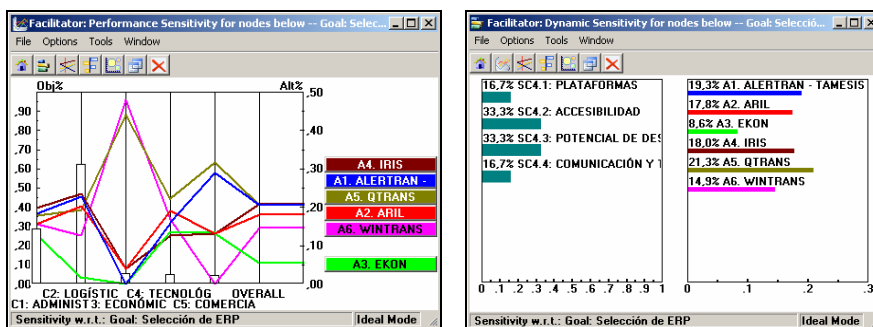 Facilitator: Performance Sensitivity for nodes below -- Goal: Selec...
File Options Tools Window
Obj% Alt%
,90
,80
,70
,60
,50
,40
,30
,20
,10
,00
,50
,40
,30
,20
,10
,00
A4. IRIS
A1. ALERTRAN -
A5. QTRANS
A2. ARIL
A6. WINTRANS
A3. EKON
C2: LOGÍSTIC C4: TECNOLÓG OVERALL
C1: ADMINIST 3: ECONÓMIC C5: COMERCIA
Sensitivity w.r.t.: Goal: Selección de ERP Ideal Mode
Facilitator: Dynamic Sensitivity for nodes below -- Goal: Selecció...
File Options Tools Window
16,7% SC4.1: PLATAFORMAS
33,3% SC4.2: ACCESIBILIDAD
33,3% SC4.3: POTENCIAL DE DES
16,7% SC4.4: COMUNICACIÓN Y T
0 .1 .2 .3 .4 .5 .6 .7 .8 .9 1
19,3% A1. ALERTRAN - TAMESIS
17,8% A2. ARIL
8,6% A3. EKON
18,0% A4. IRIS
21,3% A5. QTRANS
14,9% A6. WINTRANS
0 .1 .2 .3
Sensitivity w.r.t.: Goal: Selección de ERP Ideal Mode